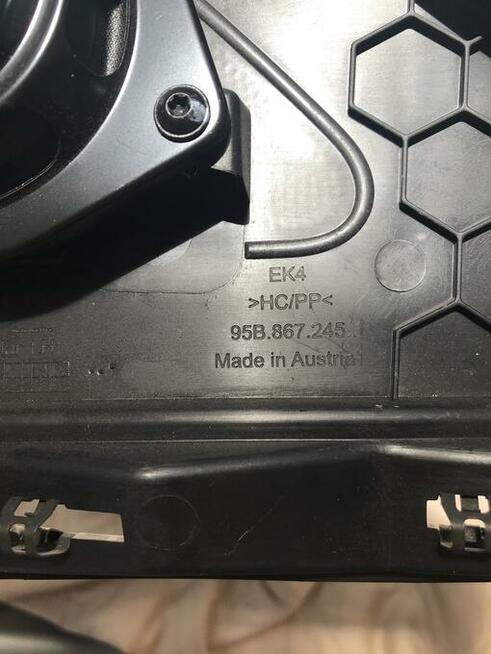 EK4
>HC/PP<
95B.867.245
Made in Austria